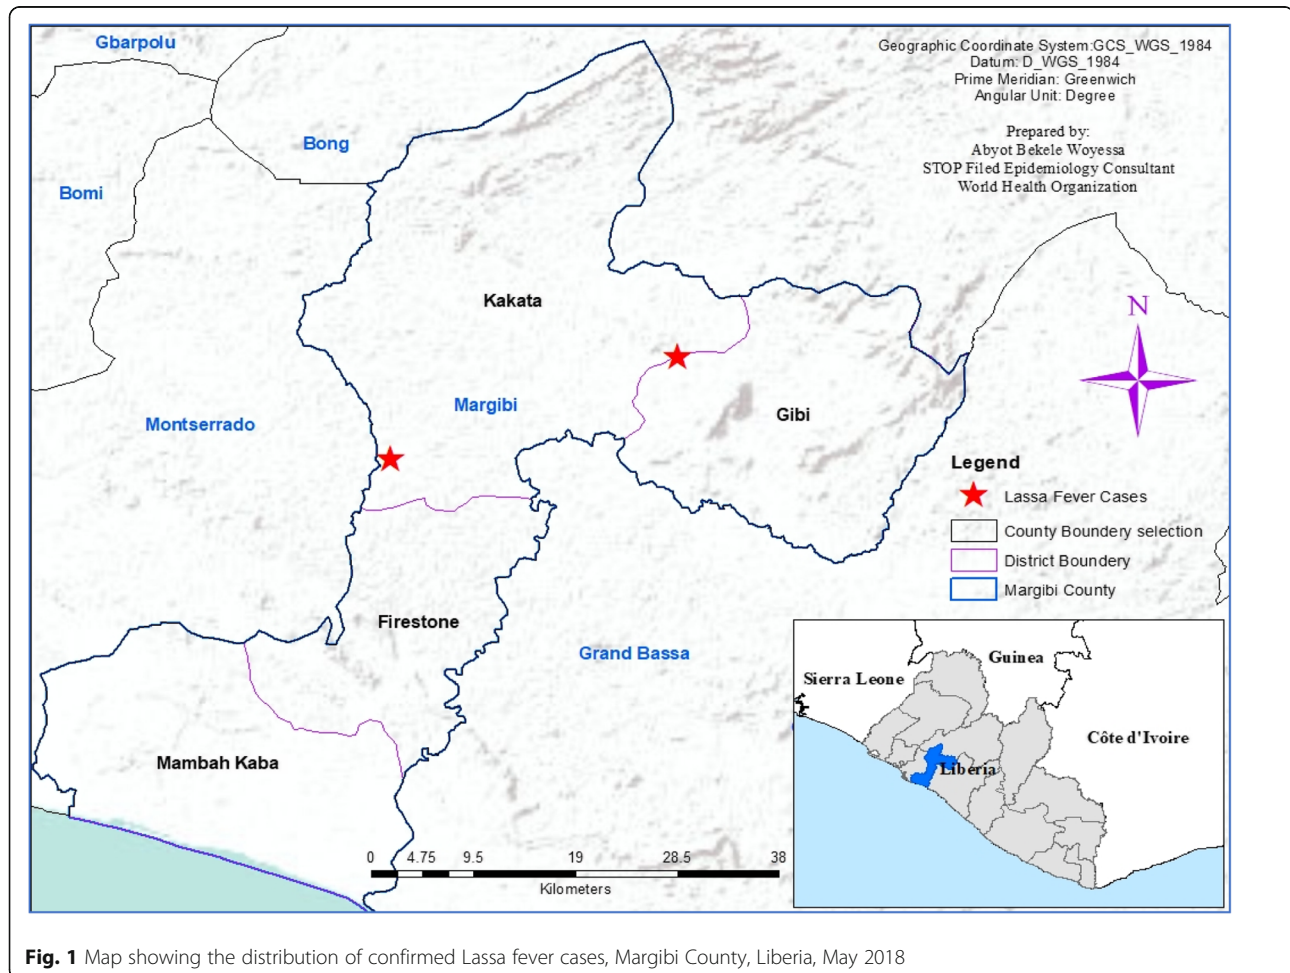 Gbarpolu
Geographic Coordinate System:GCS_WGS_1984
Datum: D_WGS_1984
Prime Meridian: Greenwich
Angular Unit: Degree
Prepared by:
Abyot Bekele Woyessa
STOP Filed Epidemiology Consultant
World Health Organization
Bong
Bomi
Kakata
N
Margibi
Gibi
Montserrado
Legend
Lassa Fever Cases
County Boundery selection
District Boundery
Margibi County
Firestone
Grand Bassa
Mambah Kaba
Guinea
Sierra Leone
Côte d'Ivoire
Liberia
0 4.75 9.5 19 28.5 38
Kilometers
Fig. 1 Map showing the distribution of confirmed Lassa fever cases, Margibi County, Liberia, May 2018